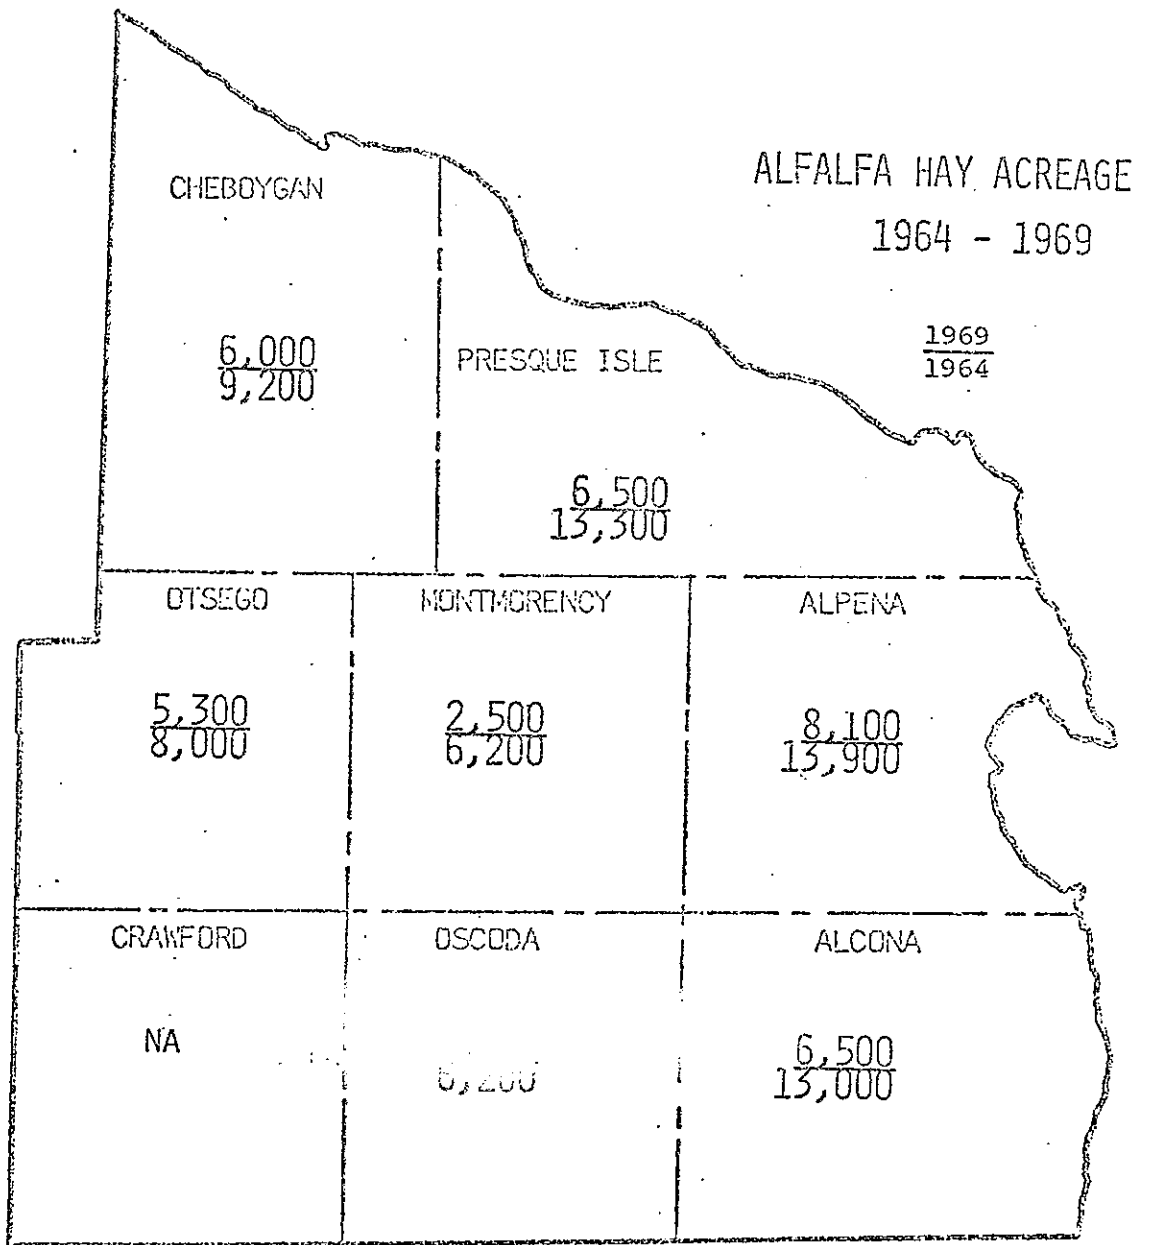 ALFALFA HAY ACREAGE
1964 - 1969
1969
1964
CHEBOYGAN
6,000
9,200
PRESQUE ISLE
6,500
13,300
OTSEGO
5,300
8,000
MONTMORENCY
2,500
6,200
ALPENA
8,100
13,900
CRAWFORD
NA
OSCODA
ALCONA
6,500
13,000